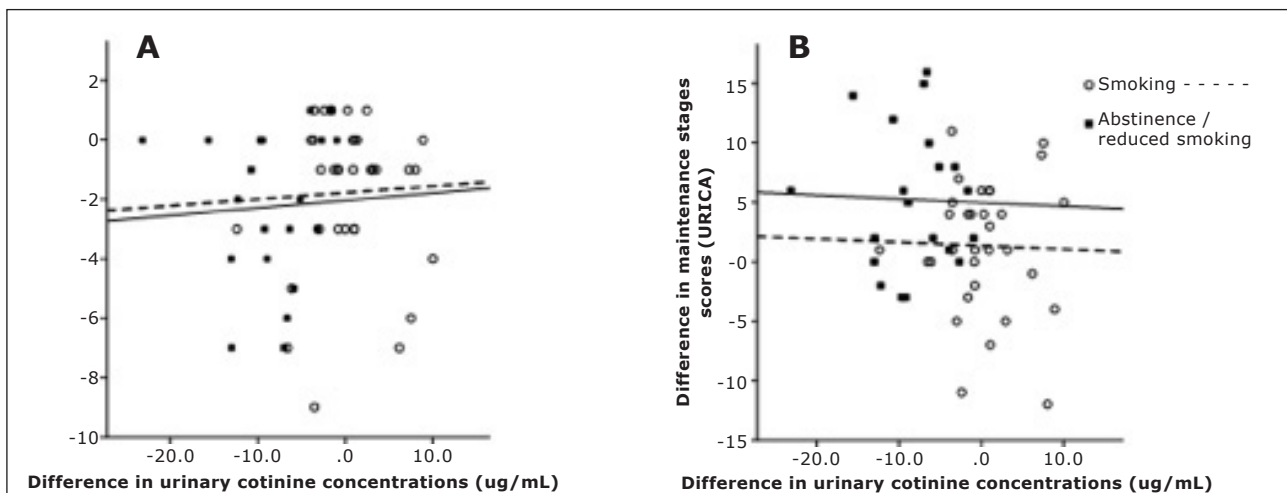 A
2
0
-2
-4
-6
-8
-10
-20.0
-10.0
.0
10.0
Difference in urinary cotinine concentrations (ug/mL)
B
Smoking - - - - -
Abstinence /
reduced smoking
Difference in maintenance stages
scores (URICA)
15
10
5
-0
-5
-10
-15
-20.0
-10.0
.0
10.0
Difference in urinary cotinine concentrations (ug/mL)